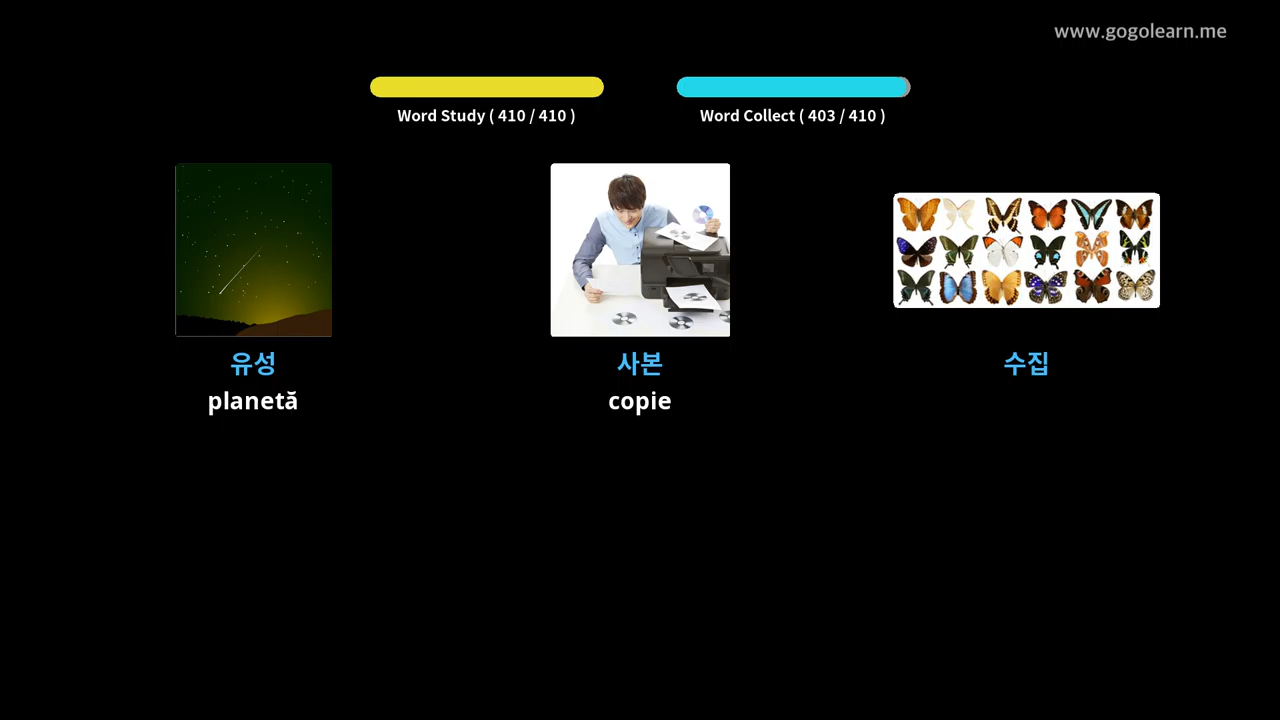 www.gogolearn.me
Word Study ( 410 / 410 )
Word Collect ( 403 / 410 )
유성
planetă
사본
copie
수집